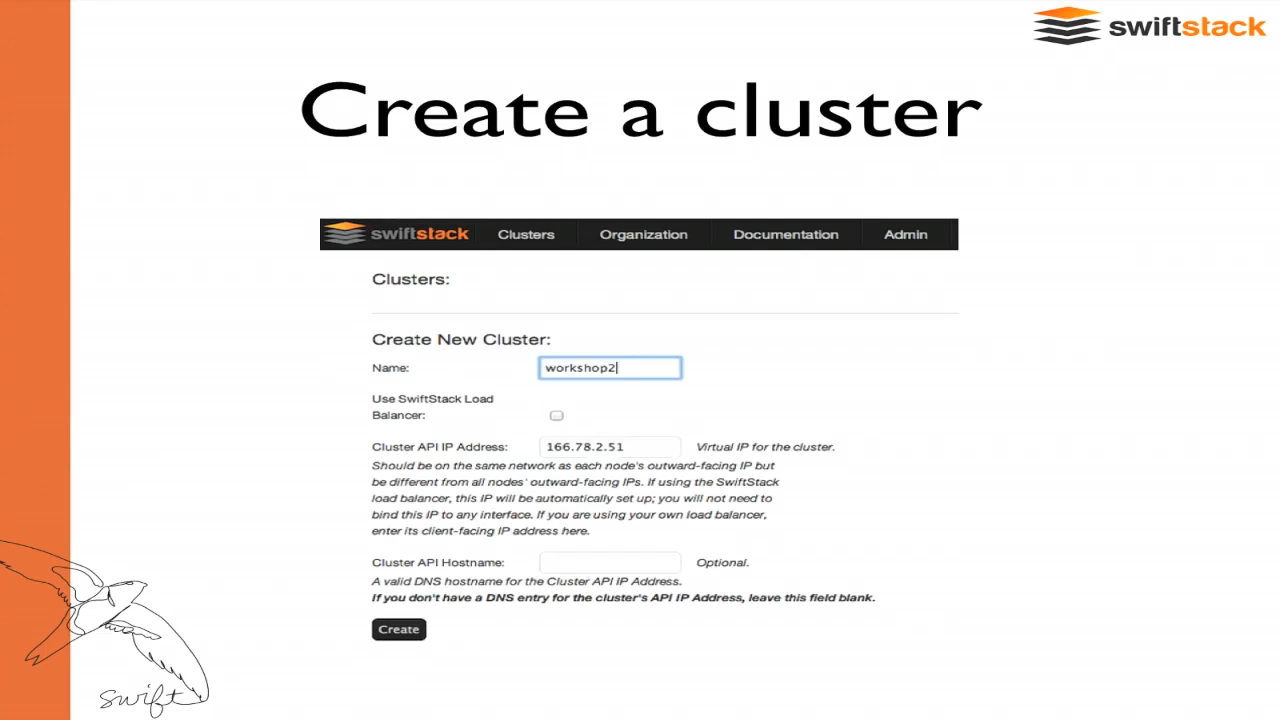 swiftstack
Create a cluster
swiftstack Clusters Organization Documentation Admin
Clusters:
Create New Cluster:
Name: workshop2
Use SwiftStack Load
Balancer:
Cluster API IP Address: 166.78.2.51 Virtual IP for the cluster.
Should be on the same network as each node's outward-facing IP but
be different from all nodes' outward-facing IPs. If using the SwiftStack
load balancer, this IP will be automatically set up; you will not need to
bind this IP to any interface. If you are using your own load balancer,
enter its client-facing IP address here.
Cluster API Hostname: Optional.
A valid DNS hostname for the Cluster API IP Address.
If you don't have a DNS entry for the cluster's API IP Address, leave this field blank.
Create
swift